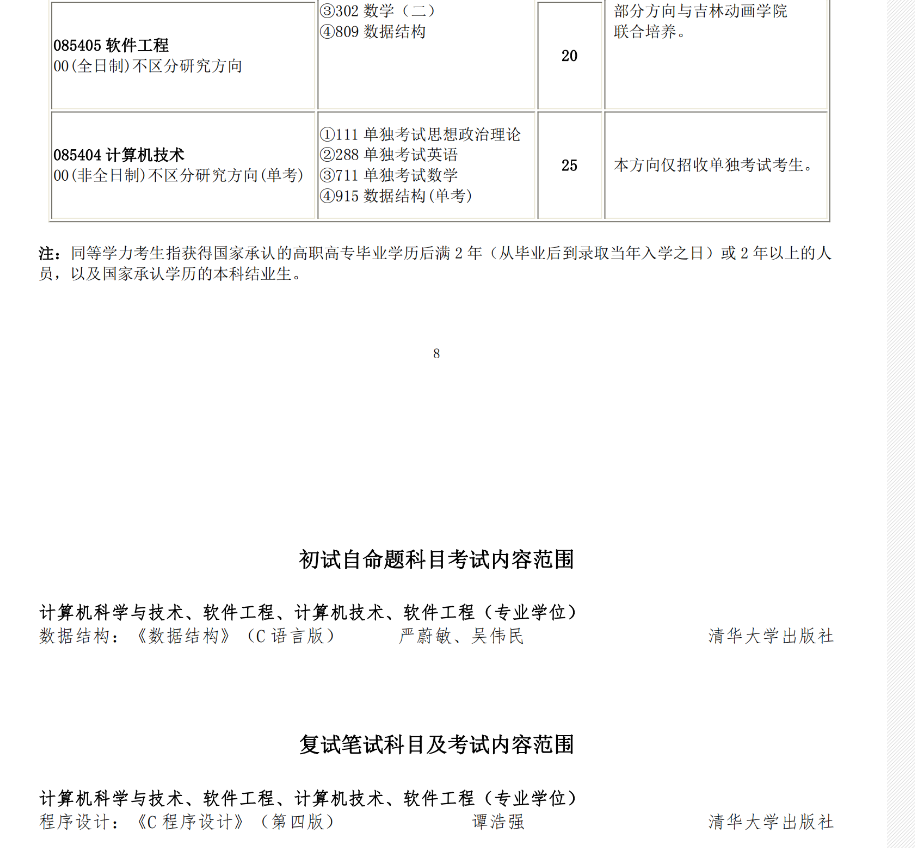 ③302 数学（二）
④809 数据结构
085405 软件工程
00(全日制)不区分研究方向
20
部分方向与吉林动画学院
联合培养。
085404 计算机技术
00(非全日制)不区分研究方向(单考)
①111 单独考试思想政治理论
②288 单独考试英语
③711 单独考试数学
④915 数据结构(单考)
25
本方向仅招收单独考试考生。
注：同等学力考生指获得国家承认的高职高专毕业学历后满 2 年（从毕业后到录取当年入学之日）或 2 年以上的人
员，以及国家承认学历的本科结业生。
8
初试自命题科目考试内容范围
计算机科学与技术、软件工程、计算机技术、软件工程（专业学位）
数据结构：《数据结构》（C 语言版） 严蔚敏、吴伟民 清华大学出版社
复试笔试科目及考试内容范围
计算机科学与技术、软件工程、计算机技术、软件工程（专业学位）
程序设计：《C 程序设计》（第四版） 谭浩强 清华大学出版社